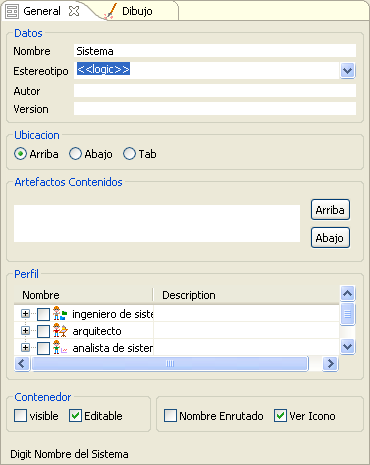 General Dibujo
Datos
Nombre Sistema
Estereotipo <<logic>>
Autor
Version
Ubicacion
Arriba Abajo Tab
Artefactos Contenidos
Arriba
Abajo
Perfil
Nombre Description
ingeniero de siste
arquitecto
analista de sistem
Contenedor
visible Editable Nombre Enrutado Ver Icono
Digit Nombre del Sistema